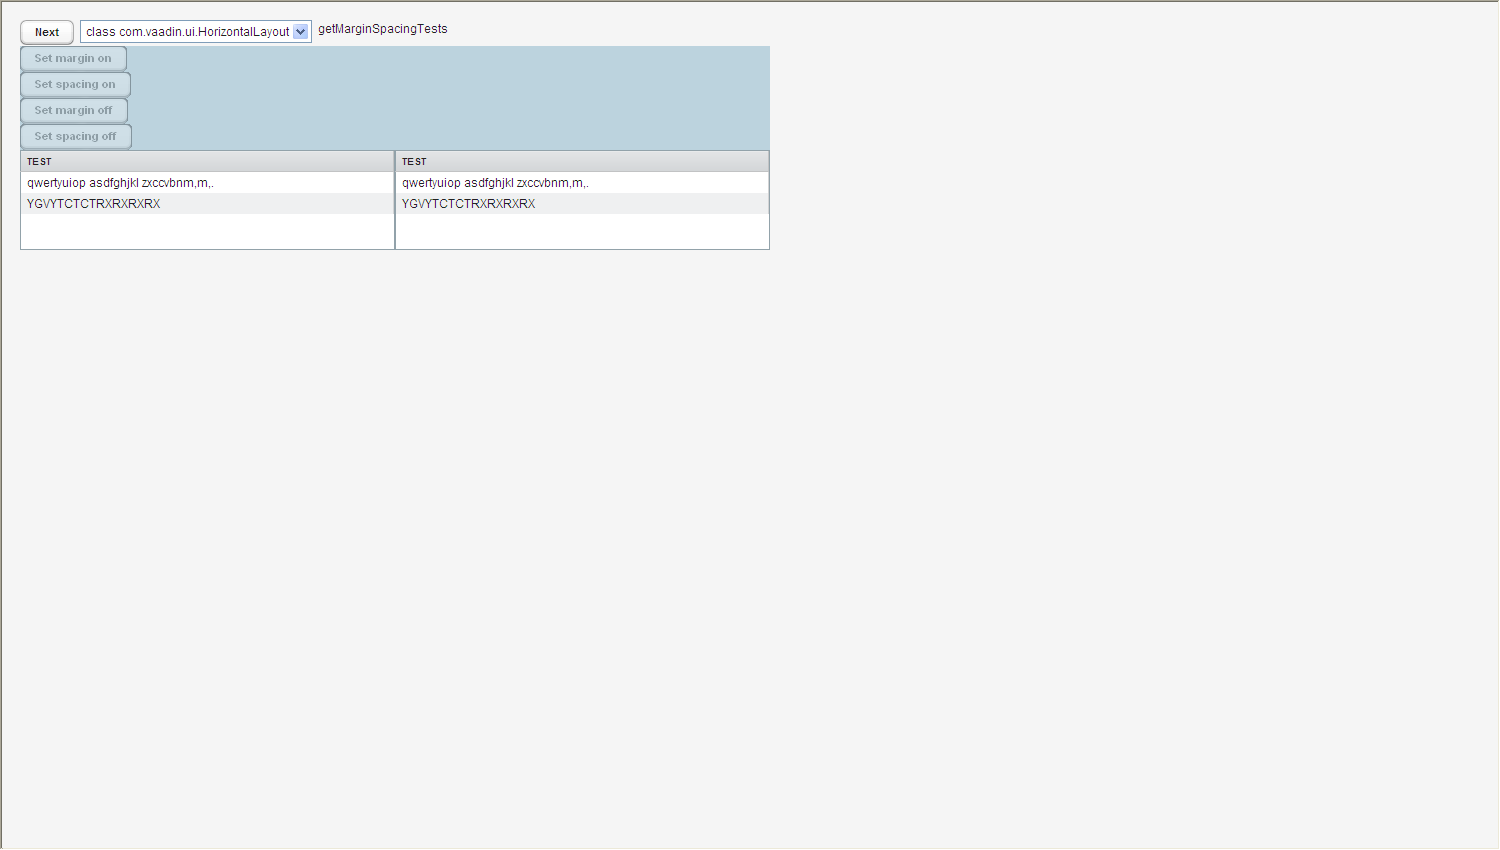 Next class com.vaadin.ui.HorizontalLayout getMarginSpacingTests
Set margin on
Set spacing on
Set margin off
Set spacing off
TEST TEST
qwertyuiop asdfghjkl zxccvbnm,m,. qwertyuiop asdfghjkl zxccvbnm,m,.
YGVYTCTCTRXRXRXRX YGVYTCTCTRXRXRXRX